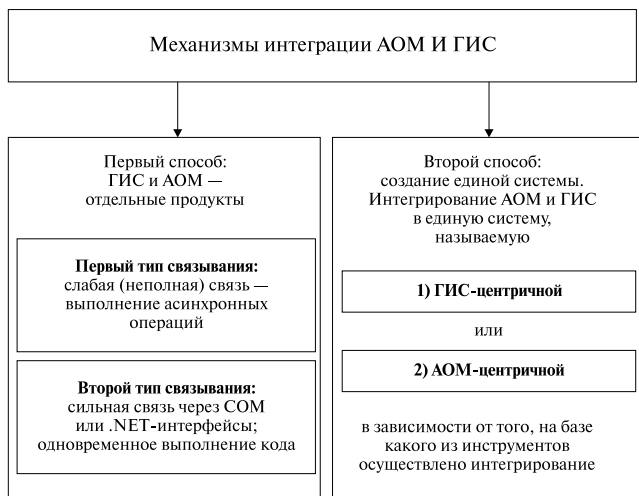 Механизмы интеграции АОМ И ГИС
Первый способ:
ГИС и АОМ —
отдельные продукты
Первый тип связывания:
слабая (неполная) связь —
выполнение асинхронных
операций
Второй тип связывания:
сильная связь через COM
или .NET-интерфейсы;
одновременное выполнение кода
Второй способ:
создание единой системы.
Интегрирование АОМ и ГИС
в единую систему,
называемую
1) ГИС-центричной
или
2) АОМ-центричной
в зависимости от того, на базе
какого из инструментов
осуществлено интегрирование